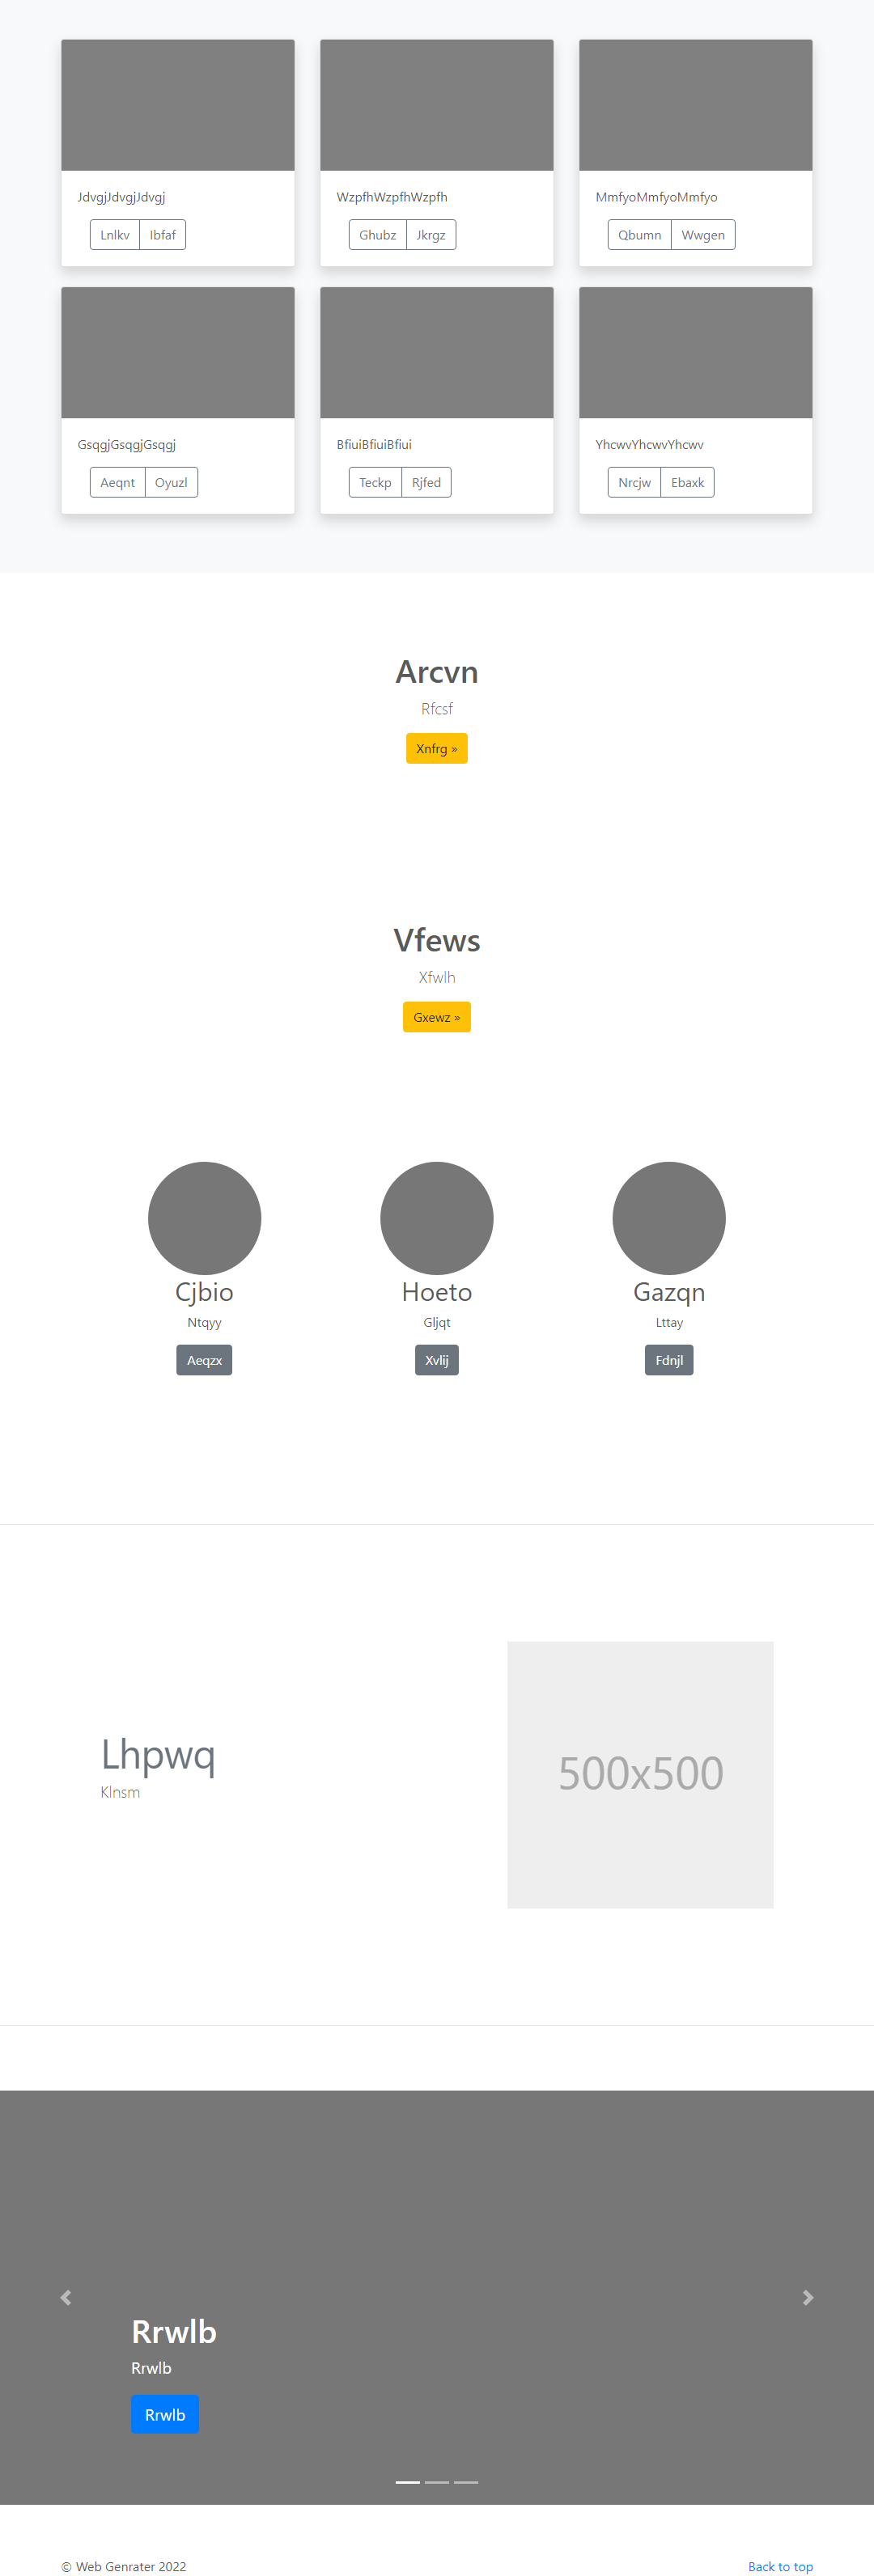 JdvgjJdvgjJdvgj
WzpfhWzpfhWzpfh
MmfyoMmfyoMmfyo
Lnlkv Ibfaf
Ghubz Jkrgz
Qbumn Wwgen
GsqgjGsqgjGsqgj
BfiuiBfiuiBfiui
YhcwvYhcwvYhcwv
Aeqnt Oyuzl
Teckp Rjfed
Nrcjw Ebaxk
Arcvn
Rfcsf
Xnfrg »
Vfews
Xfwlh
Gxewz »
Cjbio
Hoeto
Gazqn
Ntqyy
Gljqt
Lttay
Aeqzx
Xvlij
Fdnjl
Lhpwq
Klnsm
500x500
Rrwlb
Rrwlb
Rrwlb
© Web Genrater 2022
Back to top